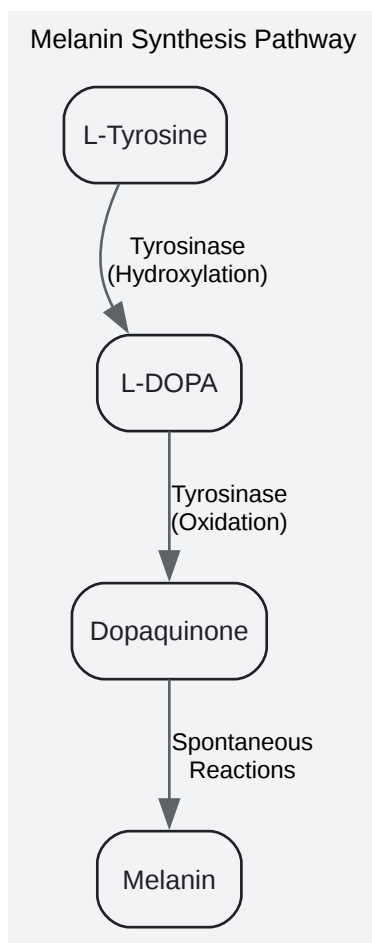 Melanin Synthesis Pathway
L-Tyrosine
Tyrosinase
(Hydroxylation)
L-DOPA
Tyrosinase
(Oxidation)
Dopaquinone
Spontaneous
Reactions
Melanin